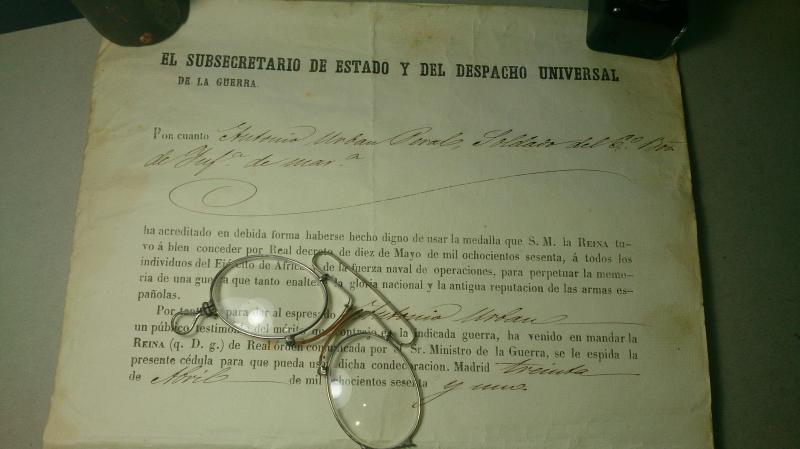 EL SUBSECRETARIO DE ESTADO Y DEL DESPACHO UNIVERSAL
DE LA GUERRA.
Por cuanto Antonio Urban Peral, Soldado del 6.º Bon
de Inf.ª de mar.ª
ha acreditado en debida forma haberse hecho digno de usar la medalla que S. M. la REINA tu-
vo á bien conceder por Real decreto de diez de Mayo de mil ochocientos sesenta, á todos los
individuos del Ejército de Africa de la fuerza naval de operaciones, para perpetuar la memo-
ria de una guerra que tanto enaltece la gloria nacional y la antigua reputacion de las armas es-
pañolas.
Por tanto, para dar al espresado Antonio Urban
un público testimonio del mérito que contrajo en la indicada guerra, ha venido en mandar la
REINA (q. D. g.) de Real órden comunicada por el Sr. Ministro de la Guerra, se le espida la
presente cédula para que pueda usar dicha condecoracion. Madrid treinta
de Abril de mil ochocientos sesenta y uno.